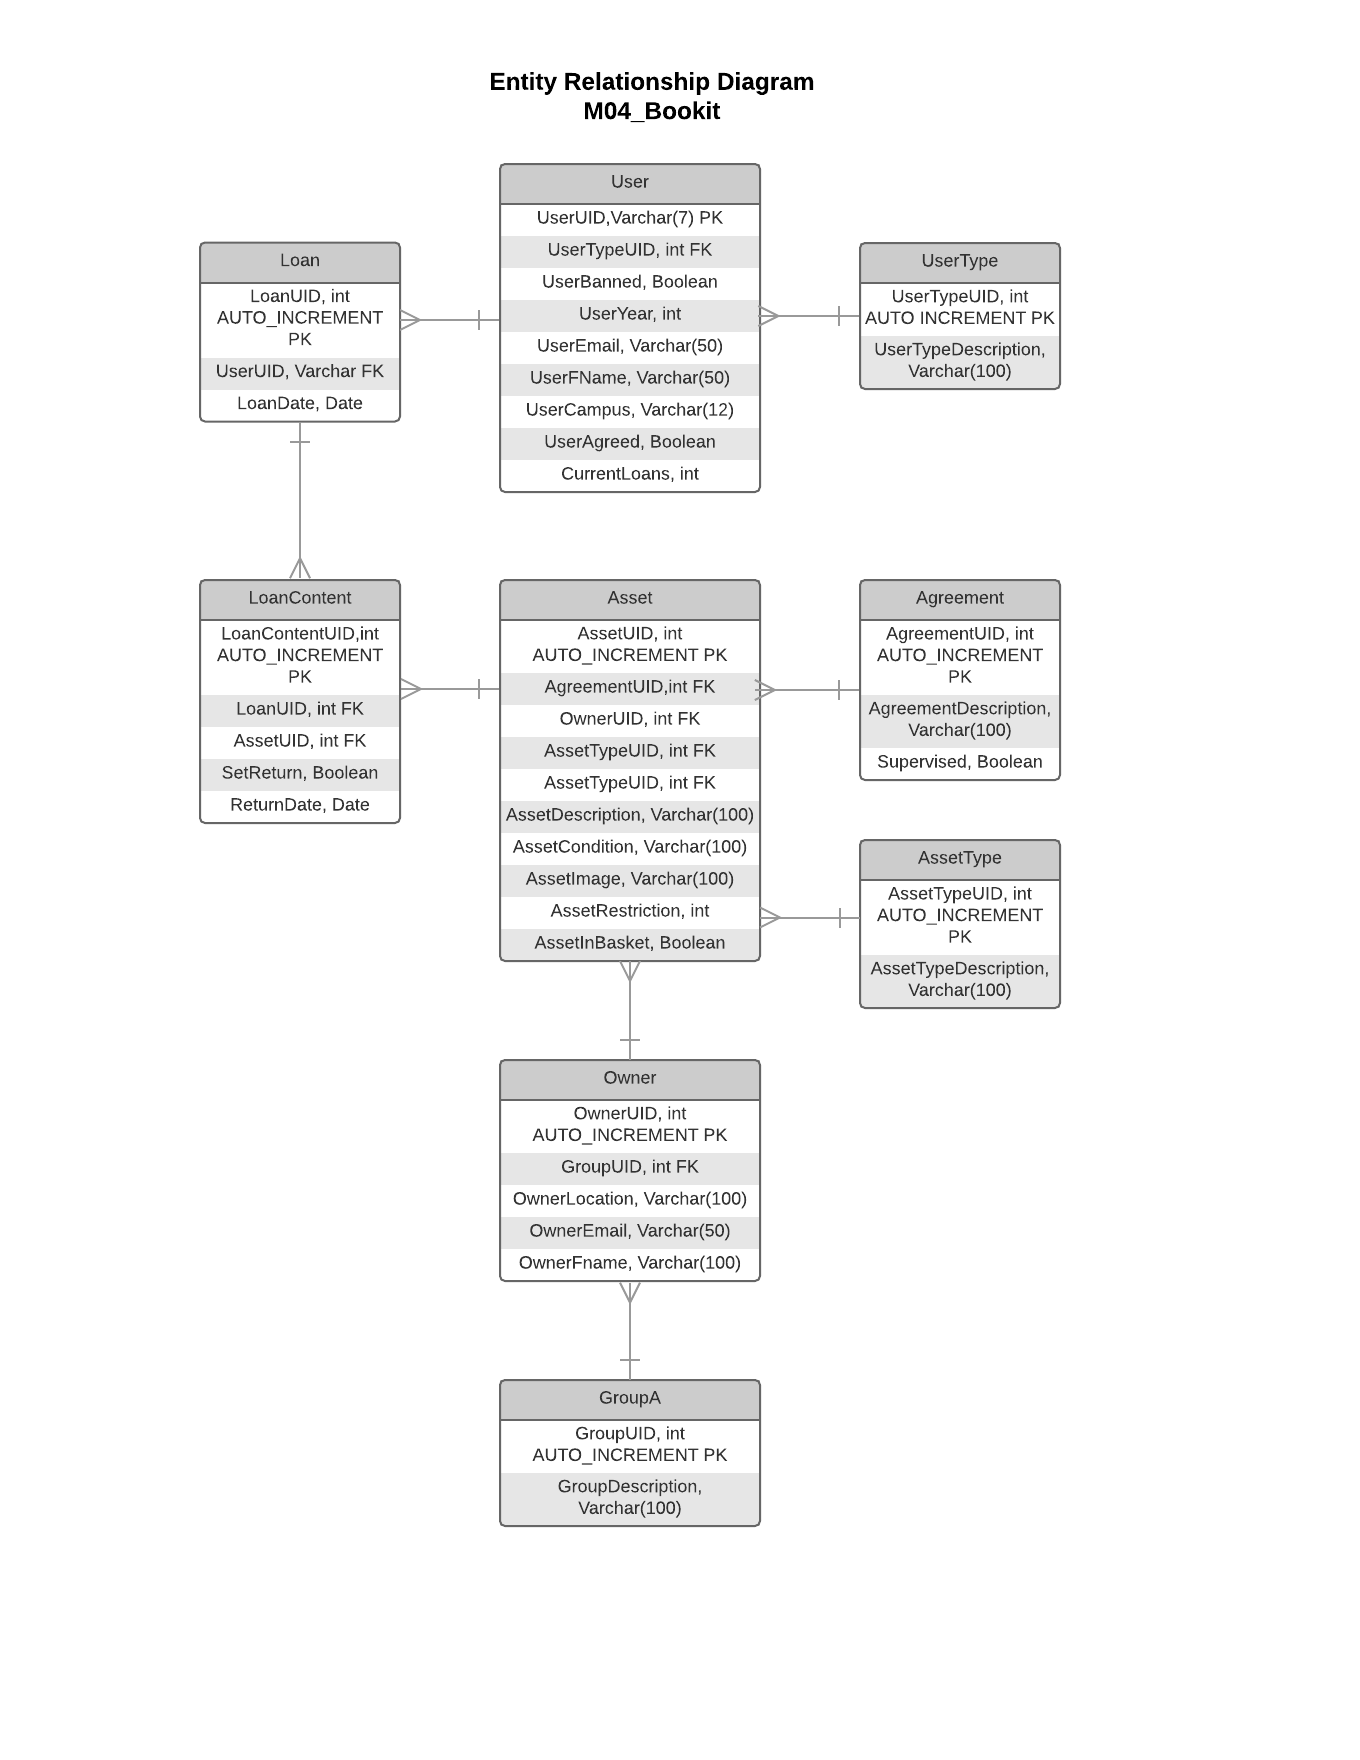 Entity Relationship Diagram
M04_Bookit
User
UserUID,Varchar(7) PK
UserTypeUID, int FK
UserBanned, Boolean
UserYear, int
UserEmail, Varchar(50)
UserFName, Varchar(50)
UserCampus, Varchar(12)
UserAgreed, Boolean
CurrentLoans, int
Loan
LoanUID, int
AUTO_INCREMENT
PK
UserUID, Varchar FK
LoanDate, Date
UserType
UserTypeUID, int
AUTO INCREMENT PK
UserTypeDescription,
Varchar(100)
LoanContent
LoanContentUID,int
AUTO_INCREMENT
PK
LoanUID, int FK
AssetUID, int FK
SetReturn, Boolean
ReturnDate, Date
Asset
AssetUID, int
AUTO_INCREMENT PK
AgreementUID,int FK
OwnerUID, int FK
AssetTypeUID, int FK
AssetTypeUID, int FK
AssetDescription, Varchar(100)
AssetCondition, Varchar(100)
AssetImage, Varchar(100)
AssetRestriction, int
AssetInBasket, Boolean
Agreement
AgreementUID, int
AUTO_INCREMENT
PK
AgreementDescription,
Varchar(100)
Supervised, Boolean
AssetType
AssetTypeUID, int
AUTO_INCREMENT
PK
AssetTypeDescription,
Varchar(100)
Owner
OwnerUID, int
AUTO_INCREMENT PK
GroupUID, int FK
OwnerLocation, Varchar(100)
OwnerEmail, Varchar(50)
OwnerFname, Varchar(100)
GroupA
GroupUID, int
AUTO_INCREMENT PK
GroupDescription,
Varchar(100)